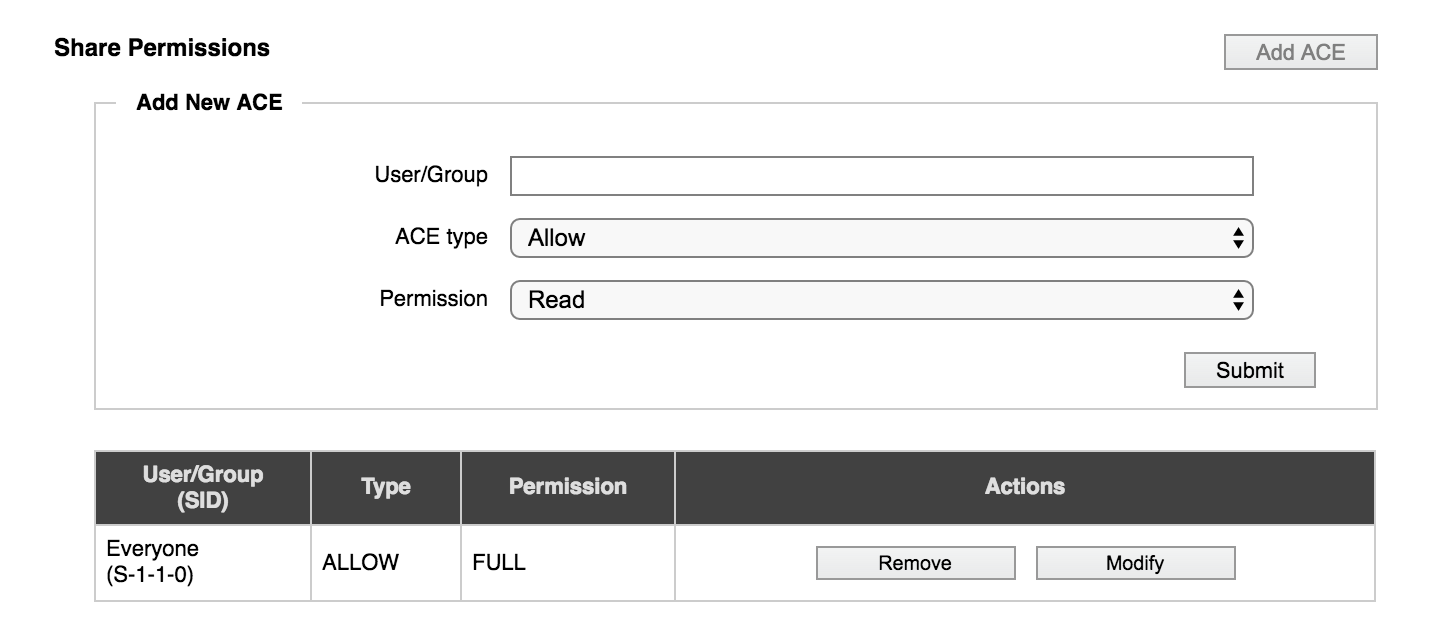 Share Permissions
Add ACE
Add New ACE
User/Group
ACE type Allow
Permission Read
Submit
User/Group (SID) Type Permission Actions
Everyone (S-1-1-0) ALLOW FULL Remove Modify